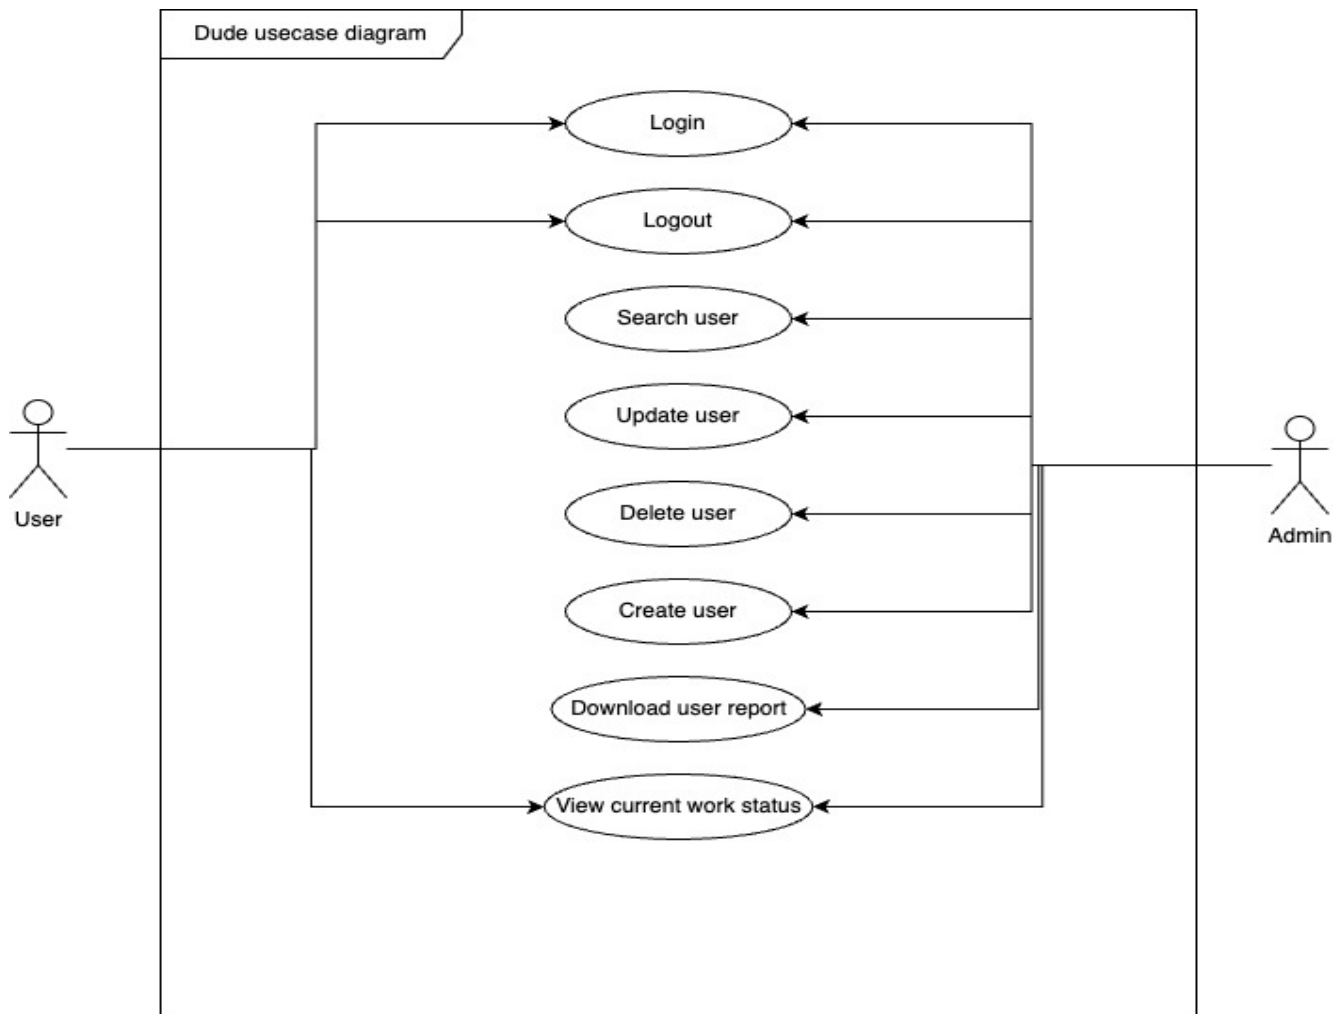 Dude usecase diagram
Login
Logout
Search user
Update user
Delete user
Create user
Download user report
View current work status
User
Admin